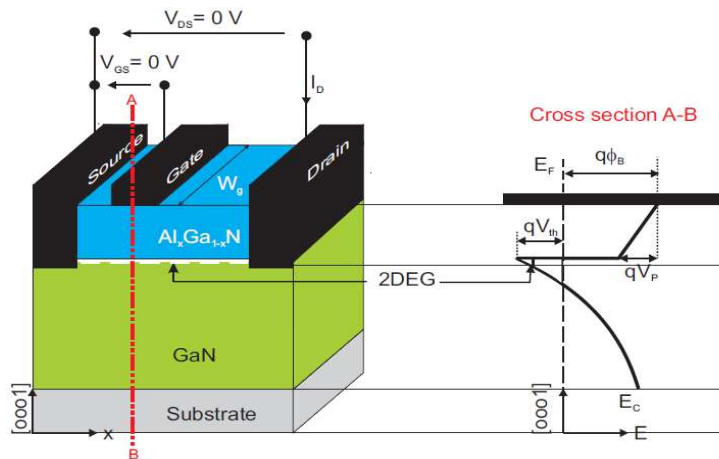 V_DS = 0 V
V_GS = 0 V
A
I_D
Cross section A-B
Source
Gate
Drain
W_g
E_F
qϕ_B
Al_xGa_1-xN
qV_th
2DEG
qV_P
GaN
[0001]
Substrate
x
B
[0001]
E_C
E